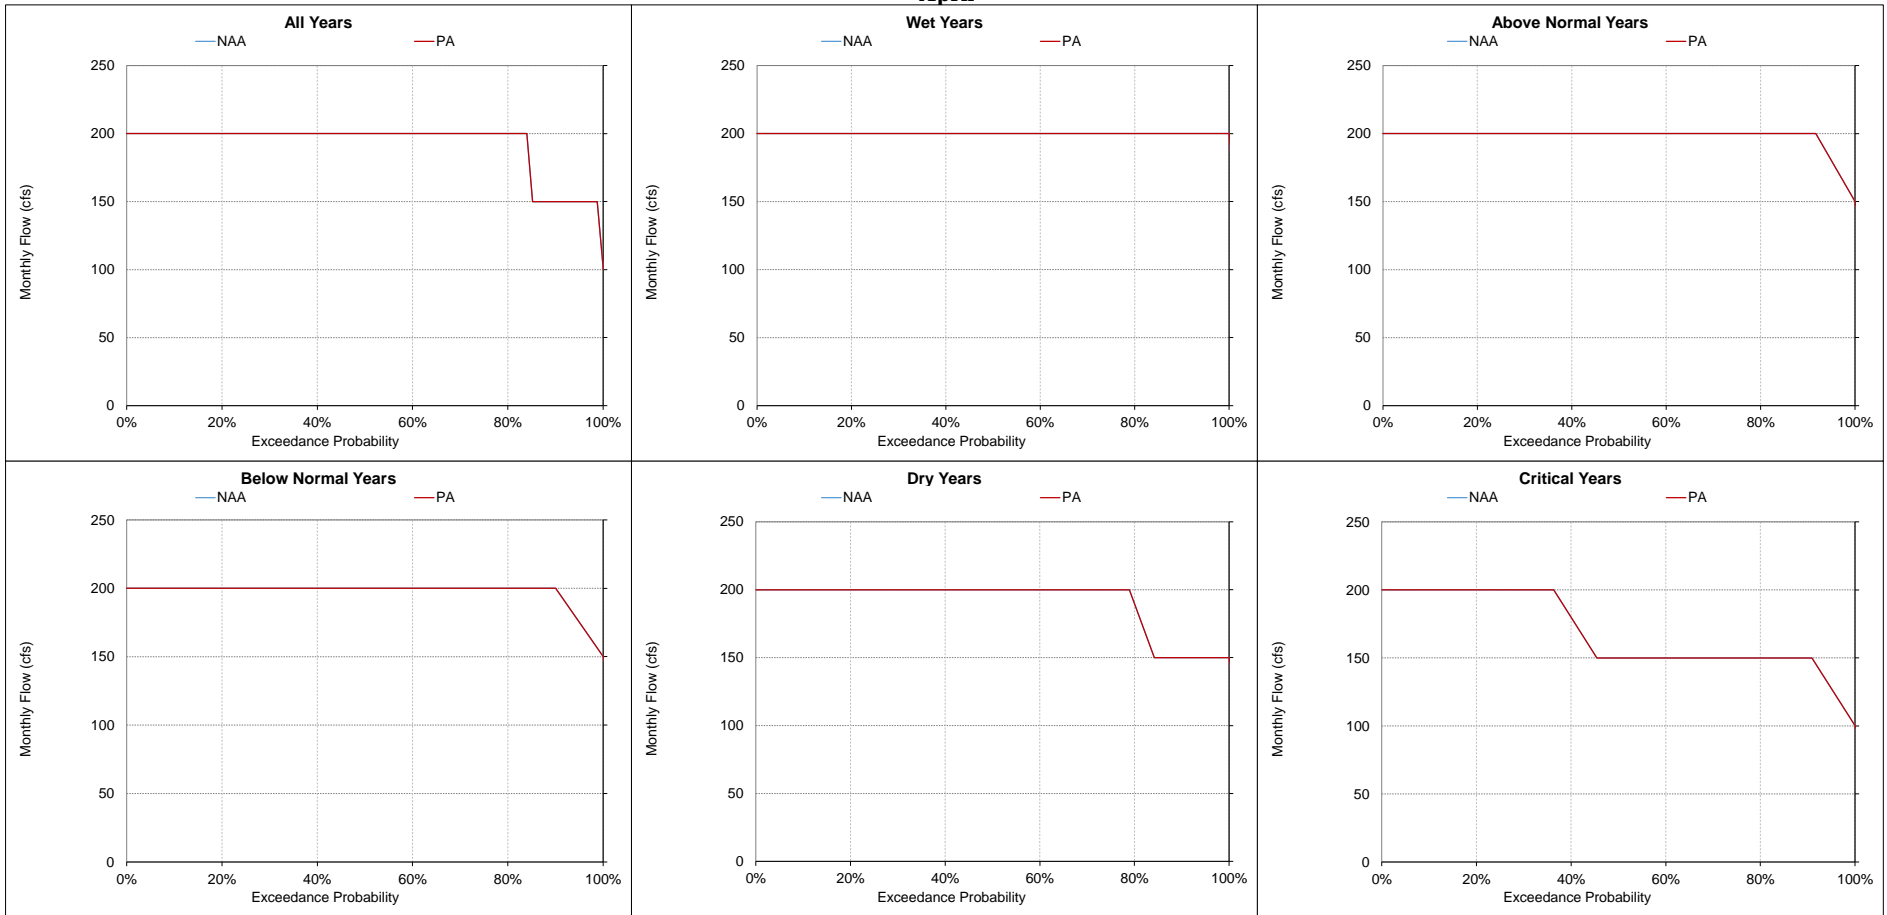 All Years
NAA PA
250
200
150
100
50
0
Monthly Flow (cfs)
0% 20% 40% 60% 80% 100%
Exceedance Probability
Wet Years
NAA PA
250
200
150
100
50
0
Monthly Flow (cfs)
0% 20% 40% 60% 80% 100%
Exceedance Probability
Above Normal Years
NAA PA
250
200
150
100
50
0
Monthly Flow (cfs)
0% 20% 40% 60% 80% 100%
Exceedance Probability
Below Normal Years
NAA PA
250
200
150
100
50
0
Monthly Flow (cfs)
0% 20% 40% 60% 80% 100%
Exceedance Probability
Dry Years
NAA PA
250
200
150
100
50
0
Monthly Flow (cfs)
0% 20% 40% 60% 80% 100%
Exceedance Probability
Critical Years
NAA PA
250
200
150
100
50
0
Monthly Flow (cfs)
0% 20% 40% 60% 80% 100%
Exceedance Probability